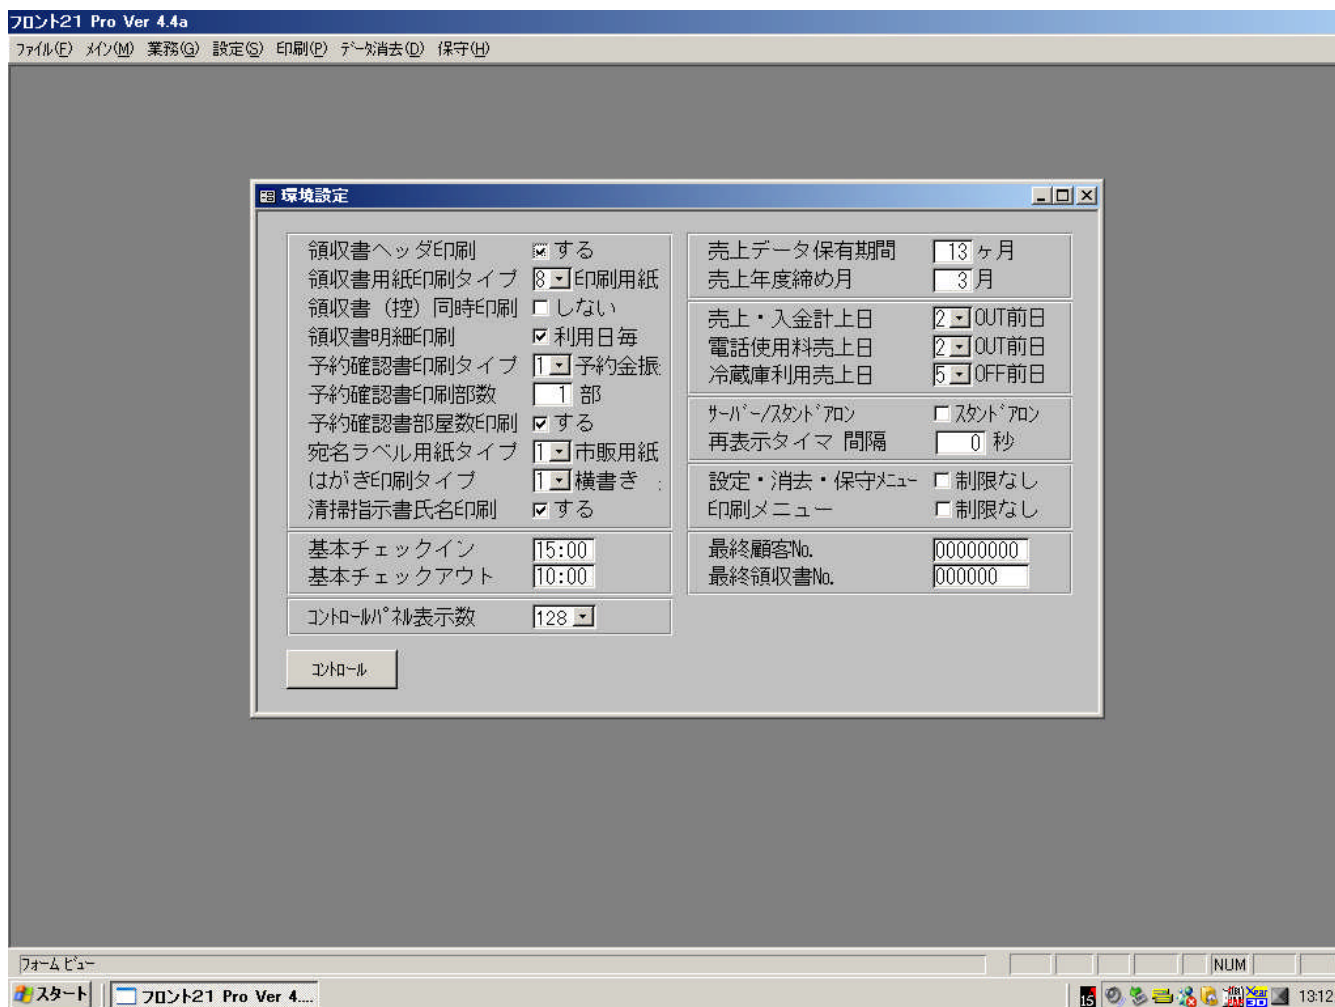 フロント21 Pro Ver 4.4a
ファイル(F) メイン(M) 業務(G) 設定(S) 印刷(P) データ消去(D) 保守(H)
環境設定
領収書ヘッダ印刷 する
領収書用紙印刷タイプ 8 印刷用紙
領収書（控）同時印刷 しない
領収書明細印刷 利用日毎
予約確認書印刷タイプ 1 予約金振
予約確認書印刷部数 1 部
予約確認書部屋数印刷 する
宛名ラベル用紙タイプ 1 市販用紙
はがき印刷タイプ 1 横書き
清掃指示書氏名印刷 する
基本チェックイン 15:00
基本チェックアウト 10:00
コントロールパネル表示数 128
コントロール
売上データ保有期間 13 ヶ月
売上年度締め月 3 月
売上・入金計上日 2 OUT前日
電話使用料売上日 2 OUT前日
冷蔵庫利用売上日 5 OFF前日
サーバー/スタンドアロン スタンドアロン
再表示タイマ 間隔 0 秒
設定・消去・保守メニュー 制限なし
印刷メニュー 制限なし
最終顧客No. 00000000
最終領収書No. 000000
フォーム ビュー
NUM
スタート フロント21 Pro Ver 4.... 15 13:12